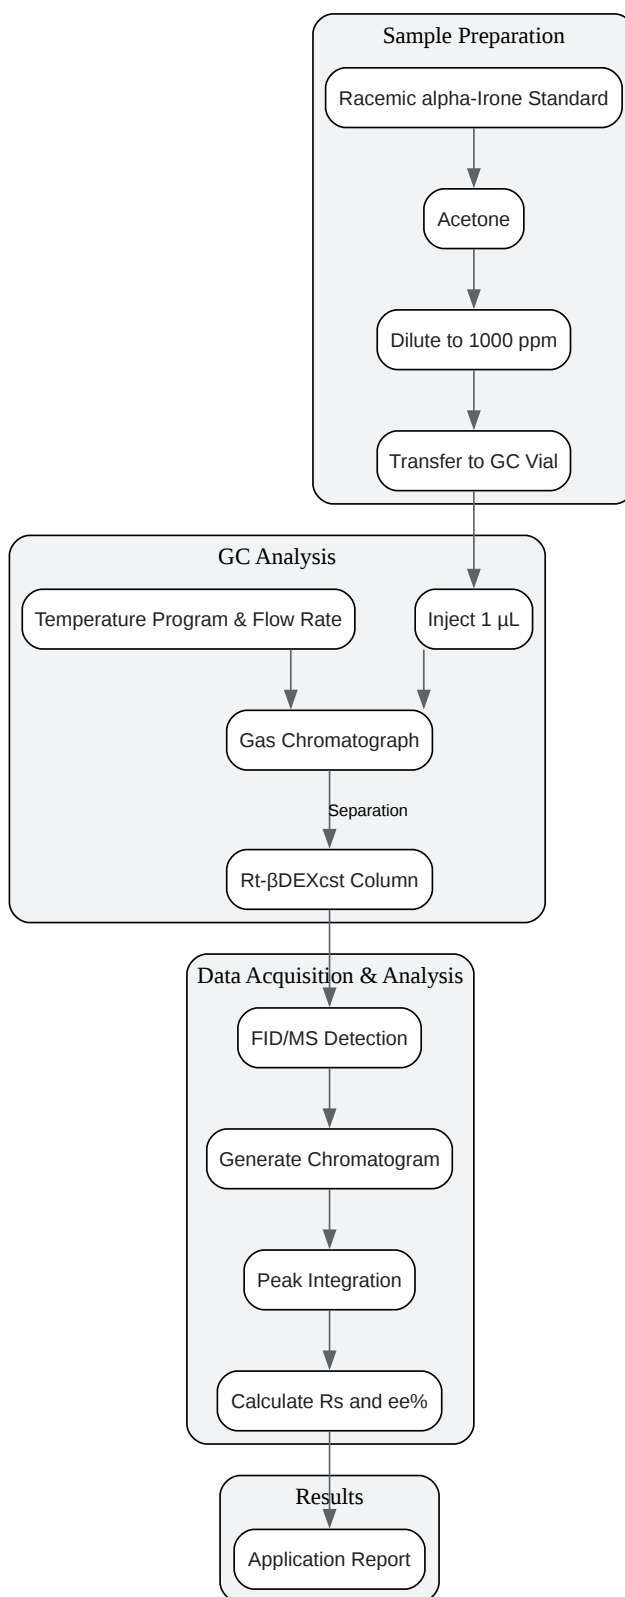 Sample Preparation
Racemic alpha-Irone Standard
Acetone
Dilute to 1000 ppm
Transfer to GC Vial
GC Analysis
Temperature Program & Flow Rate
Inject 1 µL
Gas Chromatograph
Separation
Rt-βDEXcst Column
Data Acquisition & Analysis
FID/MS Detection
Generate Chromatogram
Peak Integration
Calculate Rs and ee%
Results
Application Report